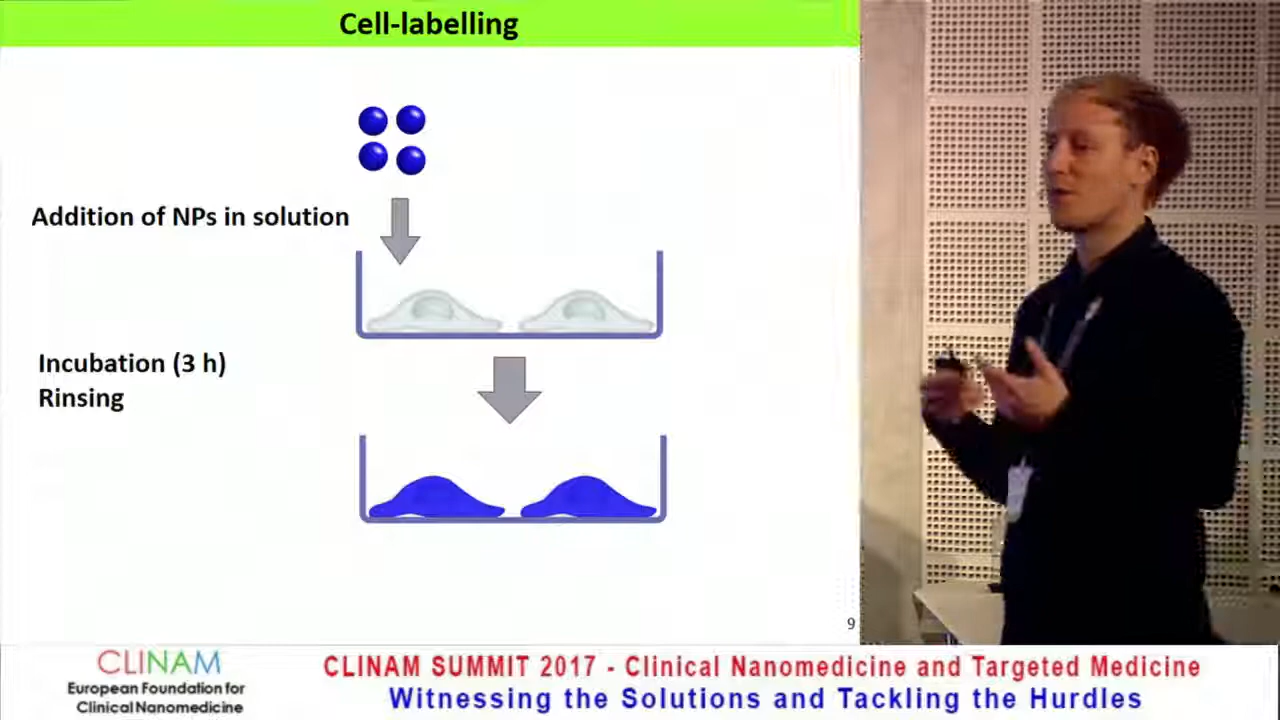 Cell-labelling
Addition of NPs in solution
Incubation (3 h)
Rinsing
9
CLINAM
European Foundation for
Clinical Nanomedicine
CLINAM SUMMIT 2017 - Clinical Nanomedicine and Targeted Medicine
Witnessing the Solutions and Tackling the Hurdles